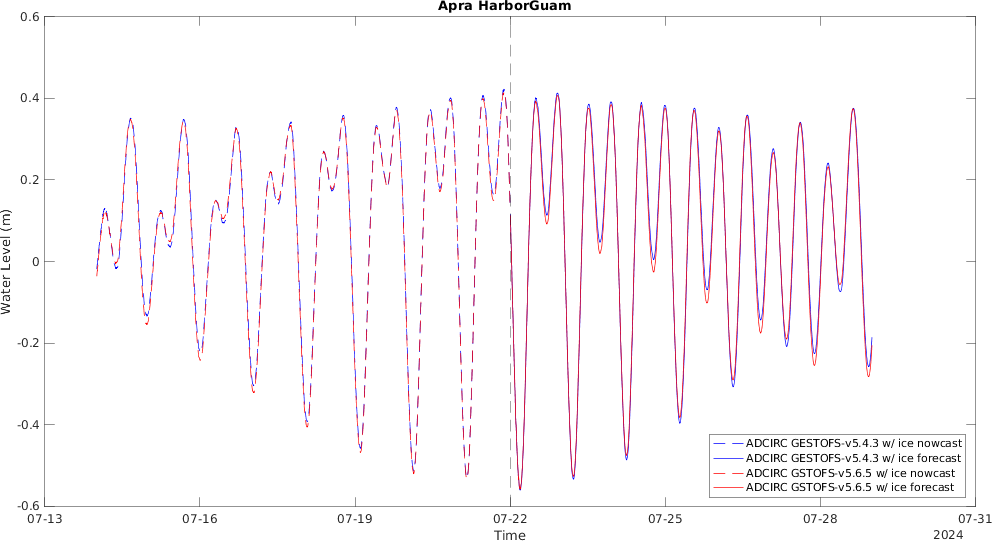 Apra HarborGuam
0.6
0.4
0.2
0
-0.2
-0.4
-0.6
Water Level (m)
ADCIRC GESTOFS-v5.4.3 w/ ice nowcast
ADCIRC GESTOFS-v5.4.3 w/ ice forecast
ADCIRC GSTOFS-v5.6.5 w/ ice nowcast
ADCIRC GSTOFS-v5.6.5 w/ ice forecast
07-13 07-16 07-19 07-22 07-25 07-28 07-31
Time
2024